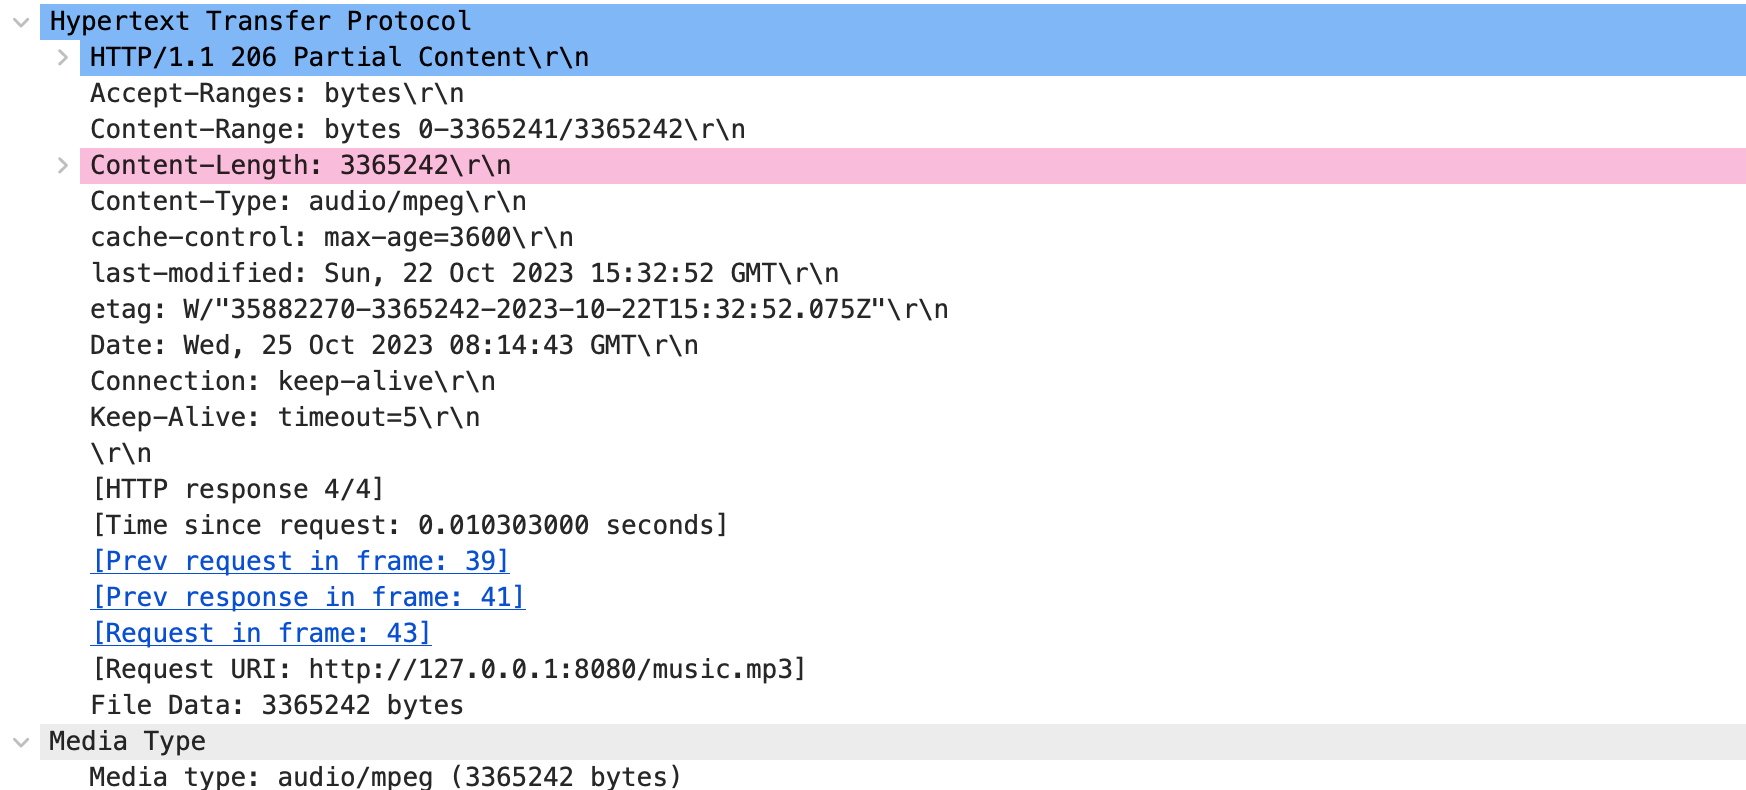 Hypertext Transfer Protocol
HTTP/1.1 206 Partial Content\r\n
Accept-Ranges: bytes\r\n
Content-Range: bytes 0-3365241/3365242\r\n
Content-Length: 3365242\r\n
Content-Type: audio/mpeg\r\n
cache-control: max-age=3600\r\n
last-modified: Sun, 22 Oct 2023 15:32:52 GMT\r\n
etag: W/"35882270-3365242-2023-10-22T15:32:52.075Z"\r\n
Date: Wed, 25 Oct 2023 08:14:43 GMT\r\n
Connection: keep-alive\r\n
Keep-Alive: timeout=5\r\n
\r\n
[HTTP response 4/4]
[Time since request: 0.010303000 seconds]
[Prev request in frame: 39]
[Prev response in frame: 41]
[Request in frame: 43]
[Request URI: http://127.0.0.1:8080/music.mp3]
File Data: 3365242 bytes
Media Type
Media type: audio/mpeg (3365242 bytes)